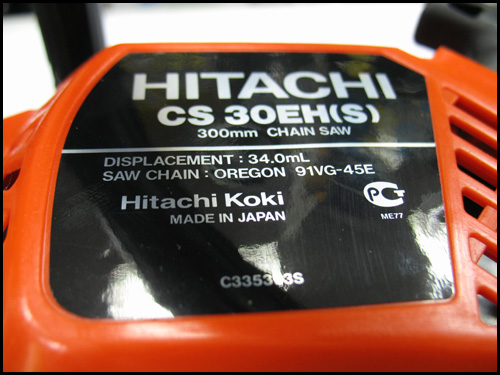 HITACHI
CS 30EH(S)
300mm CHAIN SAW
DISPLACEMENT : 34.0mL
SAW CHAIN : OREGON 91VG-45E
Hitachi Koki
MADE IN JAPAN
PCT
ME77